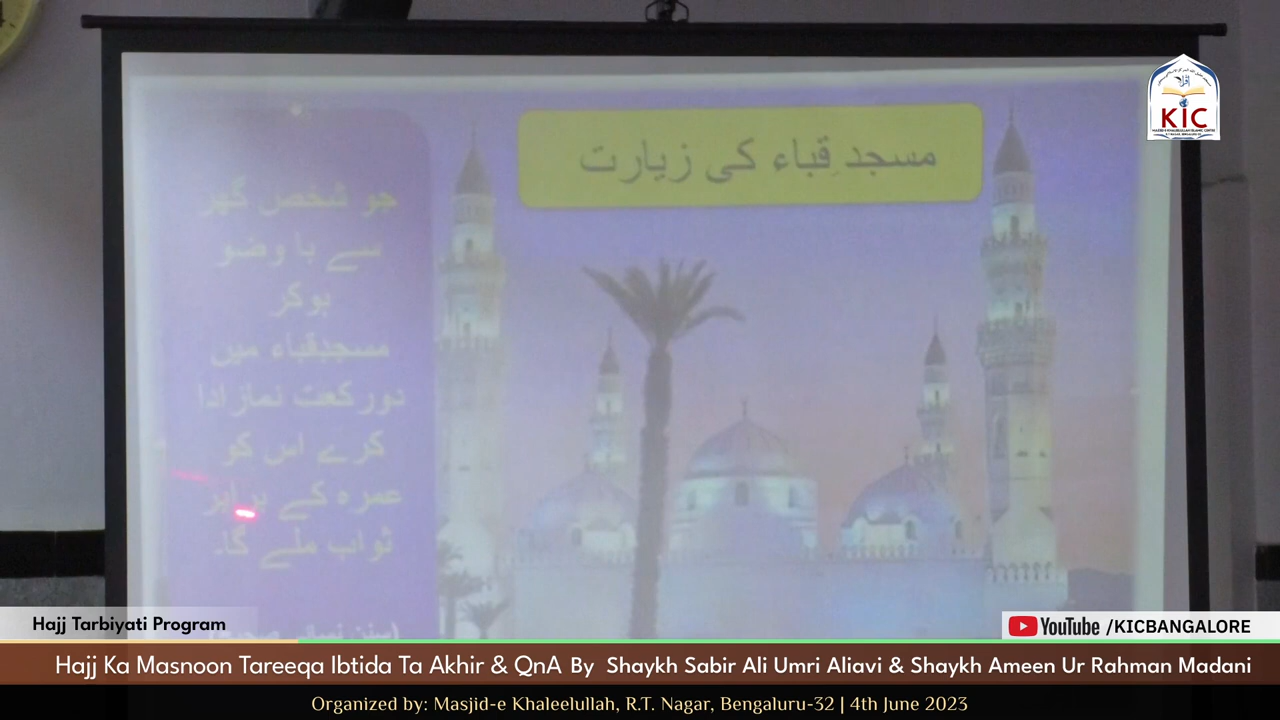 KIC
مسجدِ قباء کی زیارت
جو شخص گھر
سے با وضو
ہوکر
مسجدقباء میں
دورکعت نماز ادا
کرے اس کو
عمرہ کے برابر
ثواب ملے گا۔
Hajj Tarbiyati Program
YouTube /KICBANGALORE
Hajj Ka Masnoon Tareeqa Ibtida Ta Akhir & QnA By Shaykh Sabir Ali Umri Aliavi & Shaykh Ameen Ur Rahman Madani
Organized by: Masjid-e Khaleelullah, R.T. Nagar, Bengaluru-32 | 4th June 2023